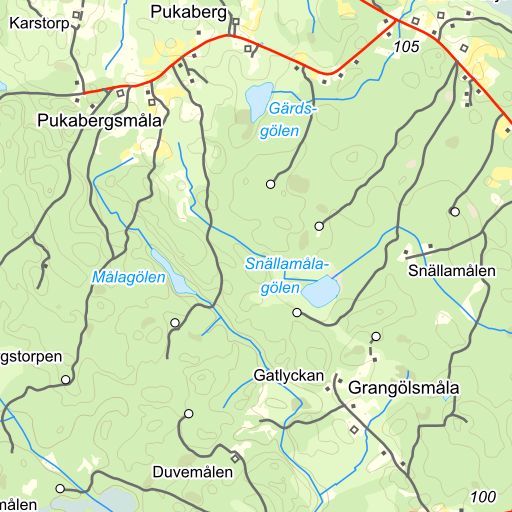 Pukaberg
Karstorp
105
Gärds-
gölen
Pukabergsmåla
Målagölen
Snällamåla-
gölen
Snällamålen
gstorpen
Gatlyckan
Grangölsmåla
Duvemålen
målen
100